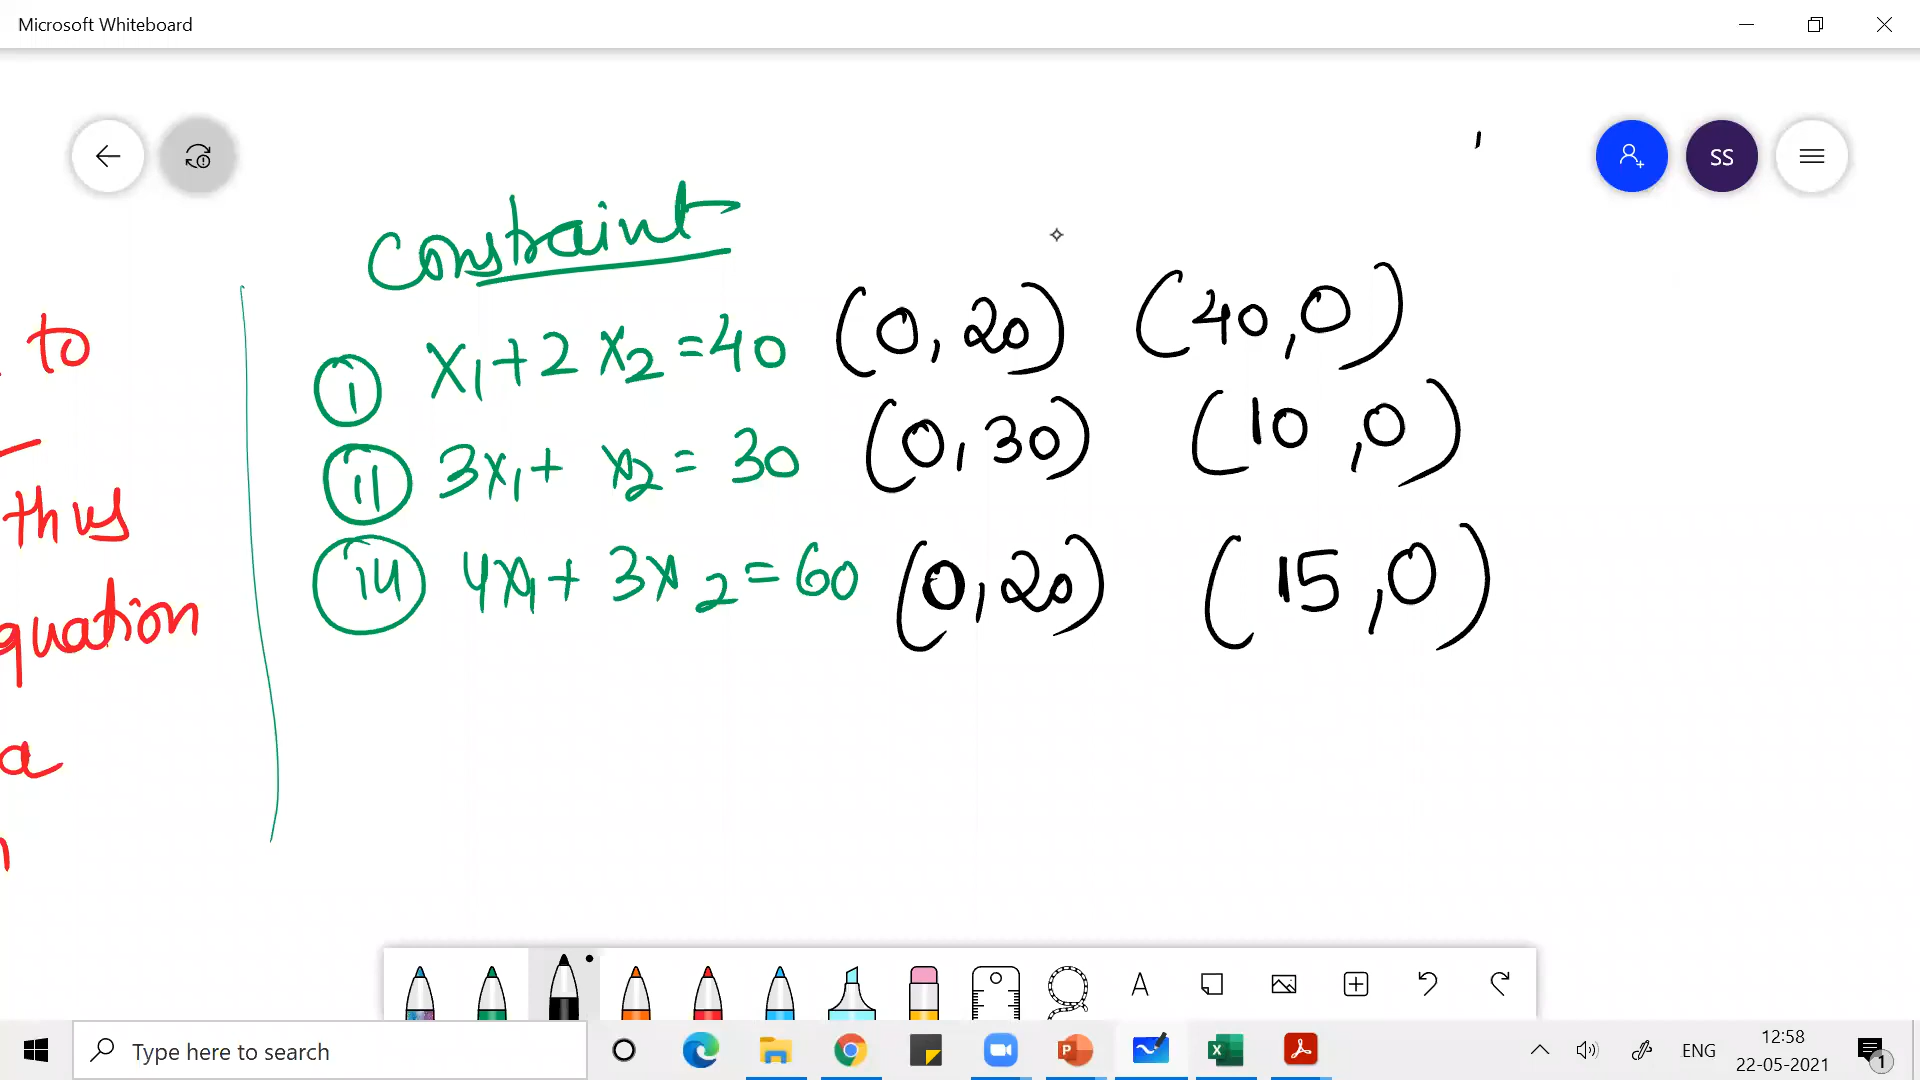 Microsoft Whiteboard
SS
Constraint
to
i x₁+2 x₂ =40 (0, 20) (40,0)
ii 3x₁+ x₂ = 30 (0, 30) (10 ,0)
thus
iii 4x₁+ 3x₂ = 60 (0, 20) (15 ,0)
quation
a
A
Type here to search
ENG
12:58
22-05-2021
1